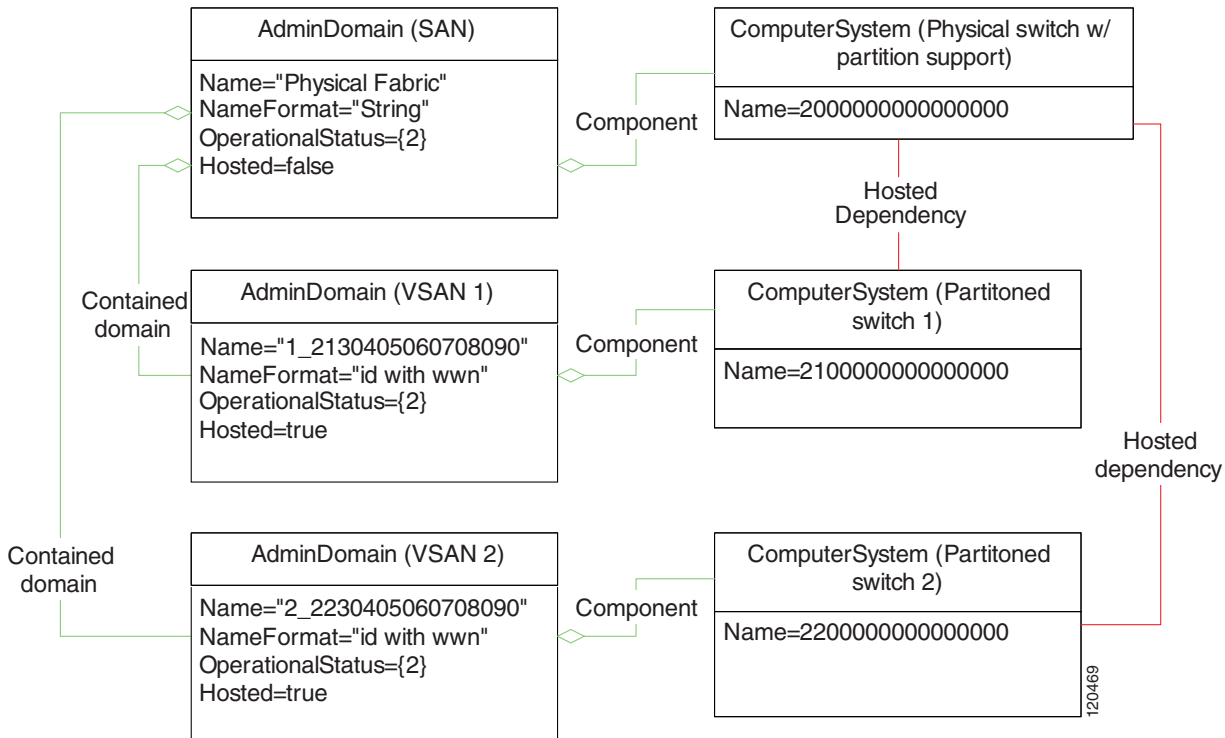 AdminDomain (SAN)
Name="Physical Fabric"
NameFormat="String"
OperationalStatus={2}
Hosted=false
Component
ComputerSystem (Physical switch w/
partition support)
Name=2000000000000000
Hosted
Dependency
Contained
domain
AdminDomain (VSAN 1)
Name="1_2130405060708090"
NameFormat="id with wwn"
OperationalStatus={2}
Hosted=true
Component
ComputerSystem (Partitoned
switch 1)
Name=2100000000000000
Hosted
dependency
Contained
domain
AdminDomain (VSAN 2)
Name="2_2230405060708090"
NameFormat="id with wwn"
OperationalStatus={2}
Hosted=true
Component
ComputerSystem (Partitoned
switch 2)
Name=2200000000000000
120469